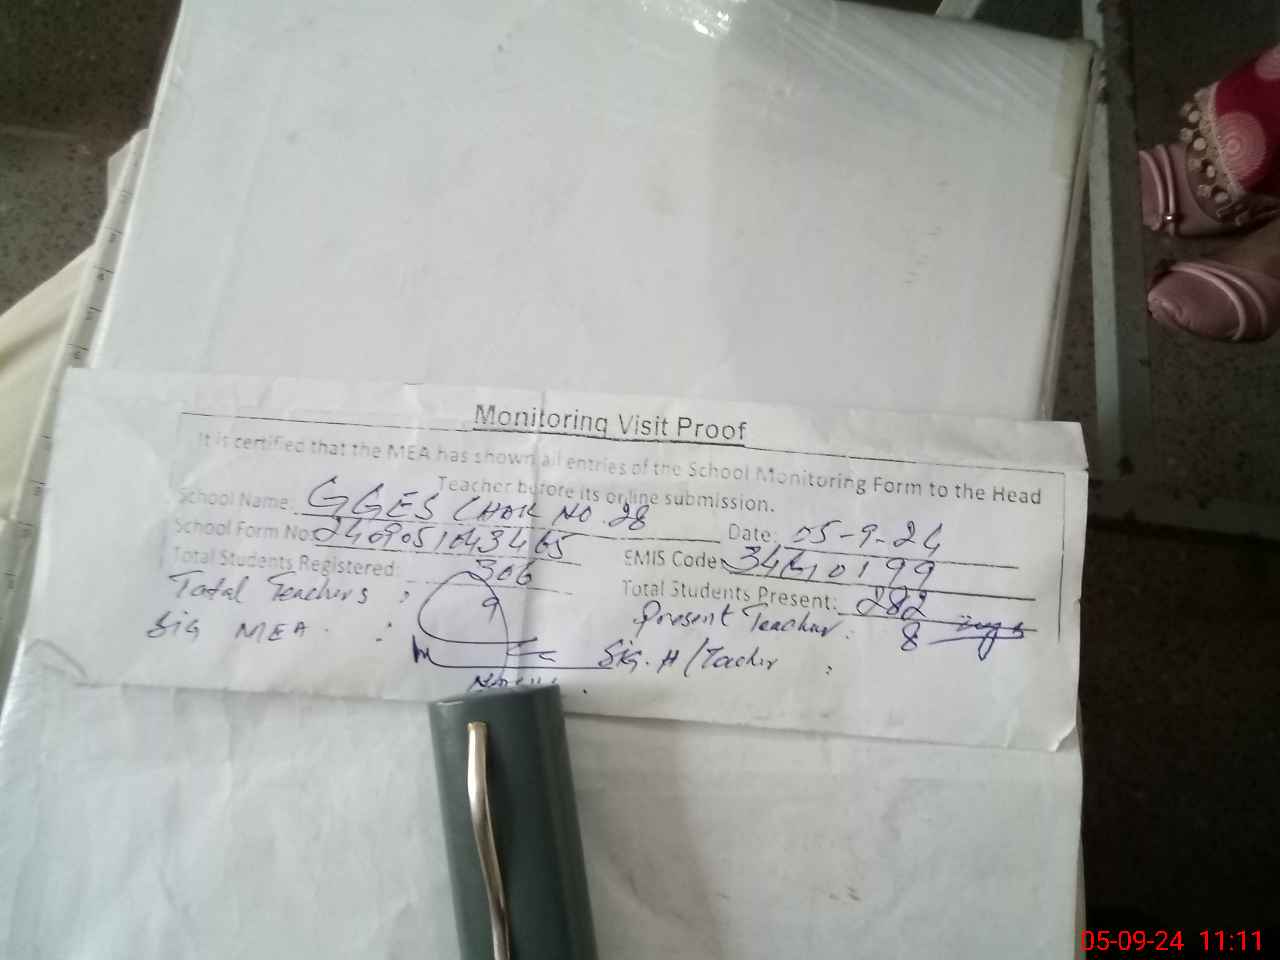 Monitoring Visit Proof
It is certified that the MEA has shown all entries of the School Monitoring Form to the Head
Teacher before its online submission.
School Name: GGES CHAK NO. 28 Date: 05-9-24
School Form No: 2409051043465 EMIS Code: 34610199
Total Students Registered: 306 Total Students Present: 282
Total Teachers : 9 Present Teacher : 8
Sig MEA. : Sig. H/Teacher :
05-09-24 11:11